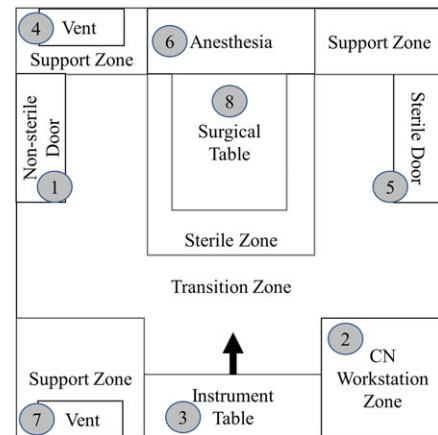 4
Vent
Support Zone
6
Anesthesia
Support Zone
Non-sterile
Door
1
8
Surgical
Table
Sterile
Door
5
Sterile Zone
Transition Zone
2
CN
Workstation
Zone
Support Zone
7
Vent
3
Instrument
Table